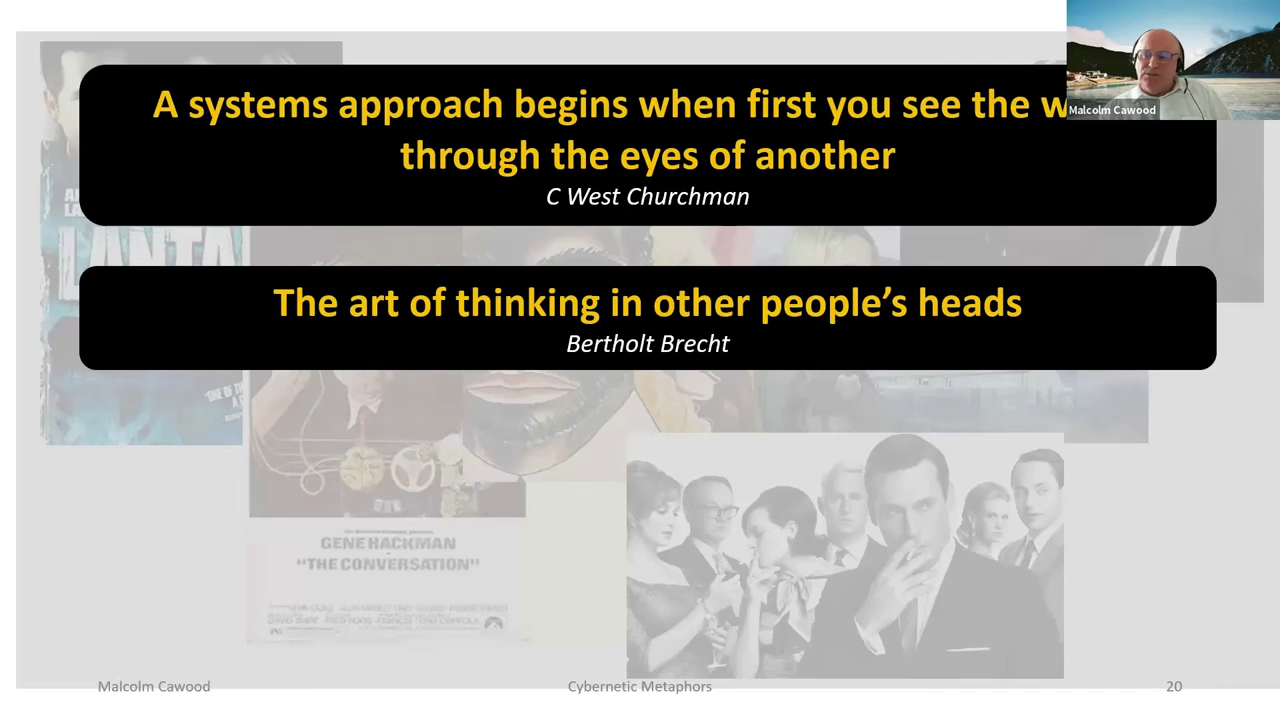 A systems approach begins when first you see the
through the eyes of another
C West Churchman
Malcolm Cawood
The art of thinking in other people's heads
Bertholt Brecht
GENE HACKMAN
"THE CONVERSATION"
Malcolm Cawood
Cybernetic Metaphors
20